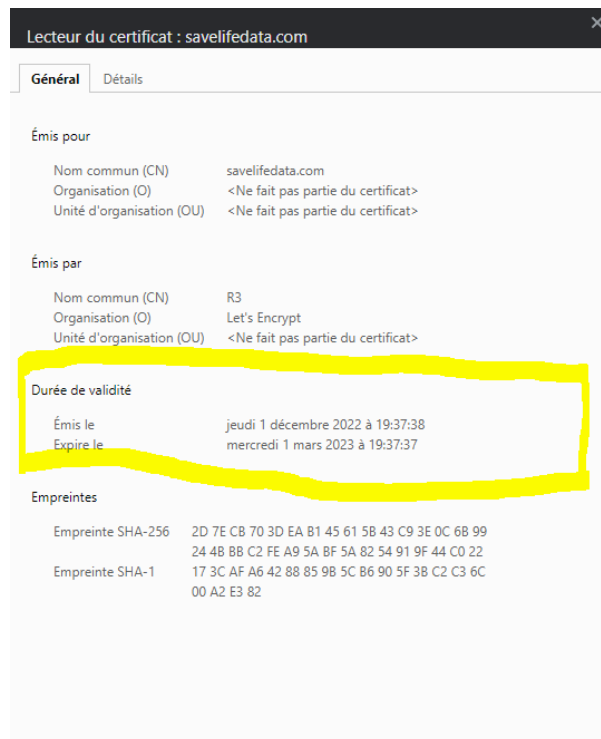 Lecteur du certificat : savelifedata.com
Général Détails
Émis pour
Nom commun (CN) savelifedata.com
Organisation (O) <Ne fait pas partie du certificat>
Unité d'organisation (OU) <Ne fait pas partie du certificat>
Émis par
Nom commun (CN) R3
Organisation (O) Let's Encrypt
Unité d'organisation (OU) <Ne fait pas partie du certificat>
Durée de validité
Émis le jeudi 1 décembre 2022 à 19:37:38
Expire le mercredi 1 mars 2023 à 19:37:37
Empreintes
Empreinte SHA-256 2D 7E CB 70 3D EA B1 45 61 5B 43 C9 3E 0C 6B 99
24 4B BB C2 FE A9 5A BF 5A 82 54 91 9F 44 C0 22
Empreinte SHA-1 17 3C AF A6 42 88 85 9B 5C B6 90 5F 3B C2 C3 6C
00 A2 E3 82